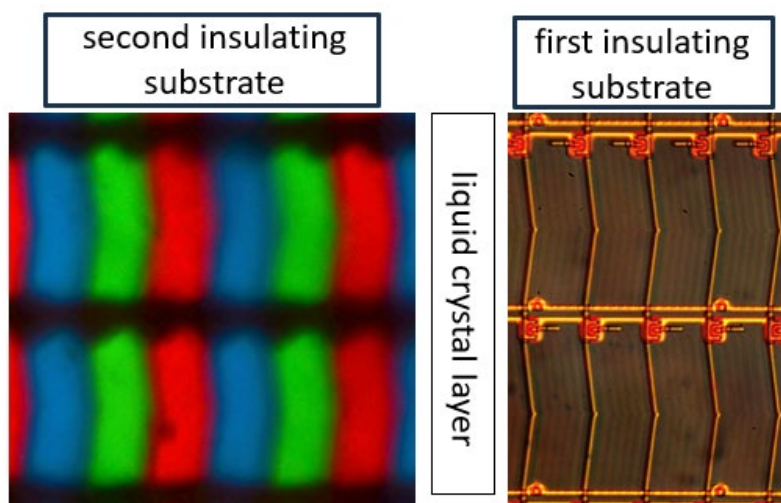 second insulating
substrate
liquid crystal layer
first insulating
substrate